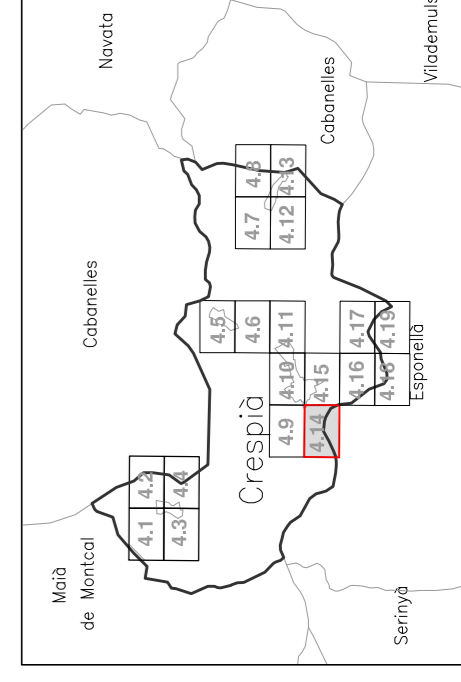 Navata
Vilademuls
Cabanelles
Cabanelles
4.8
4.13
4.7
4.12
4.5
4.6
4.11
4.17
4.19
4.10
4.15
4.16
4.18
Esponellà
Crespià
4.9
4.14
4.2
4.4
4.1
4.3
Maià
de Montcal
Serinyà